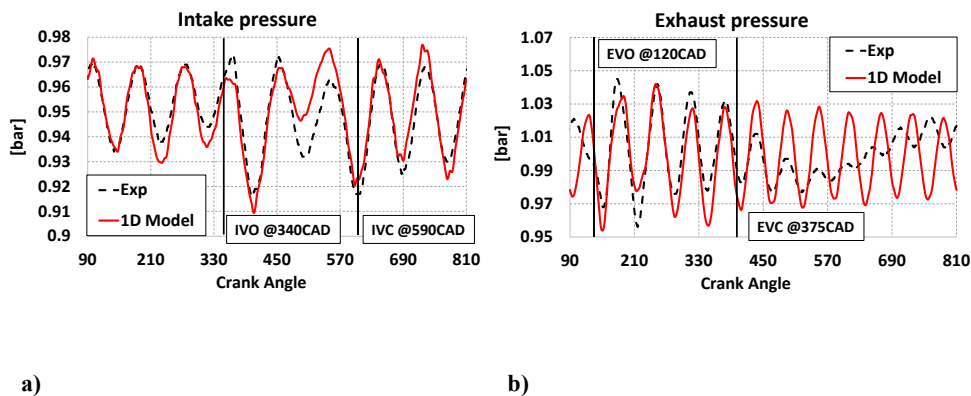 Intake pressure
0.98
0.97
0.96
0.95
0.94
0.93
0.92
0.91
0.9
[bar]
-Exp
1D Model
IVO @340CAD
IVC @590CAD
90 210 330 450 570 690 810
Crank Angle
a)
Exhaust pressure
1.07
1.05
1.03
1.01
0.99
0.97
0.95
[bar]
EVO @120CAD
Exp
1D Model
EVC @375CAD
90 210 330 450 570 690 810
Crank Angle
b)